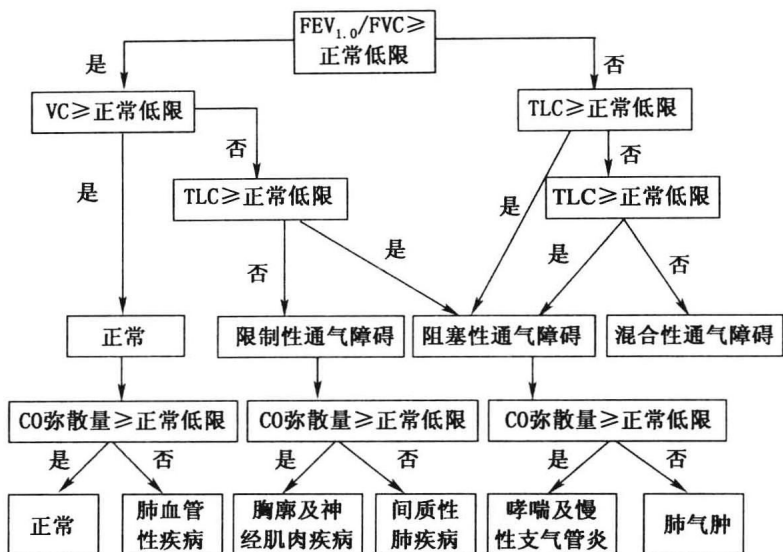 FEV1.0/FVC≥
正常低限
是
否
VC≥正常低限
TLC≥正常低限
是
否
否
TLC≥正常低限
TLC≥正常低限
否
是
是
是
否
正常
限制性通气障碍
阻塞性通气障碍
混合性通气障碍
CO弥散量≥正常低限
CO弥散量≥正常低限
CO弥散量≥正常低限
是
否
是
否
是
否
正常
肺血管
性疾病
胸廓及神
经肌肉疾病
间质性
肺疾病
哮喘及慢
性支气管炎
肺气肿